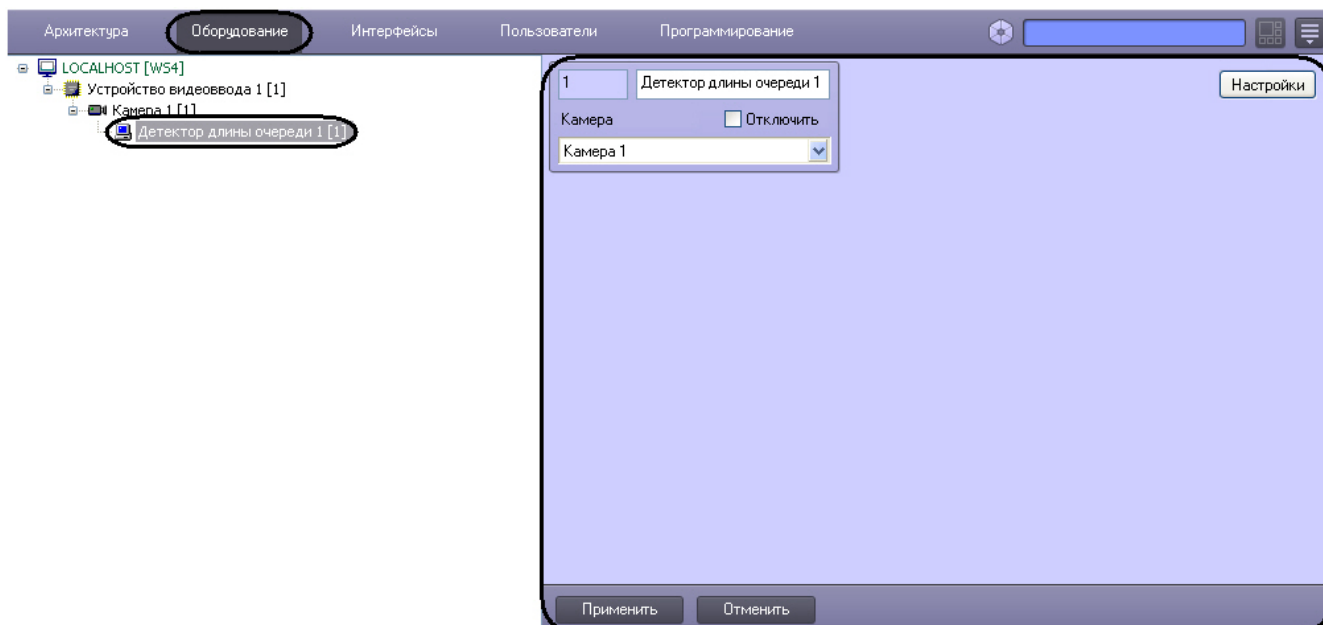 Архитектура Оборудование Интерфейсы Пользователи Программирование
LOCALHOST [WS4]
Устройство видеоввода 1 [1]
Камера 1 [1]
Детектор длины очереди 1 [1]
1 Детектор длины очереди 1
Настройки
Камера Отключить
Камера 1
Применить Отменить